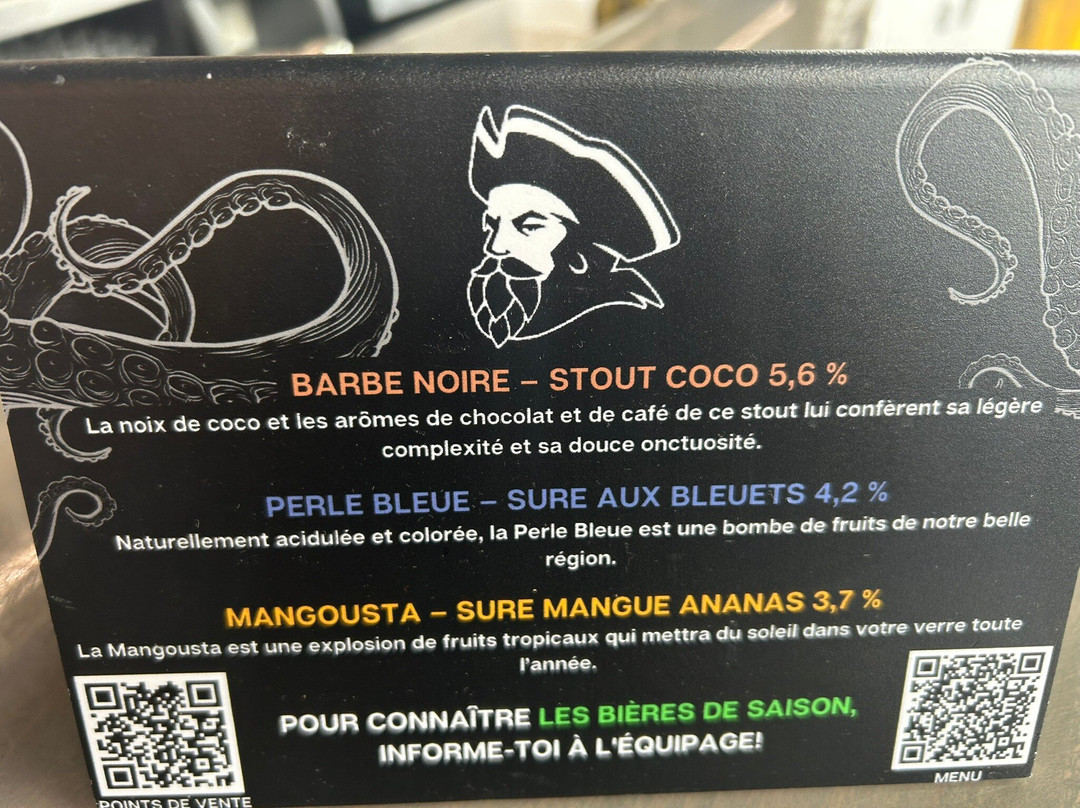 BARBE NOIRE – STOUT COCO 5,6 %
La noix de coco et les arômes de chocolat et de café de ce stout lui confèrent sa légère
complexité et sa douce onctuosité.
PERLE BLEUE – SURE AUX BLEUETS 4,2 %
Naturellement acidulée et colorée, la Perle Bleue est une bombe de fruits de notre belle
région.
MANGOUSTA – SURE MANGUE ANANAS 3,7 %
La Mangousta est une explosion de fruits tropicaux qui mettra du soleil dans votre verre toute
l'année.
POUR CONNAÎTRE LES BIÈRES DE SAISON,
INFORME-TOI À L'ÉQUIPAGE!
POINTS DE VENTE
MENU